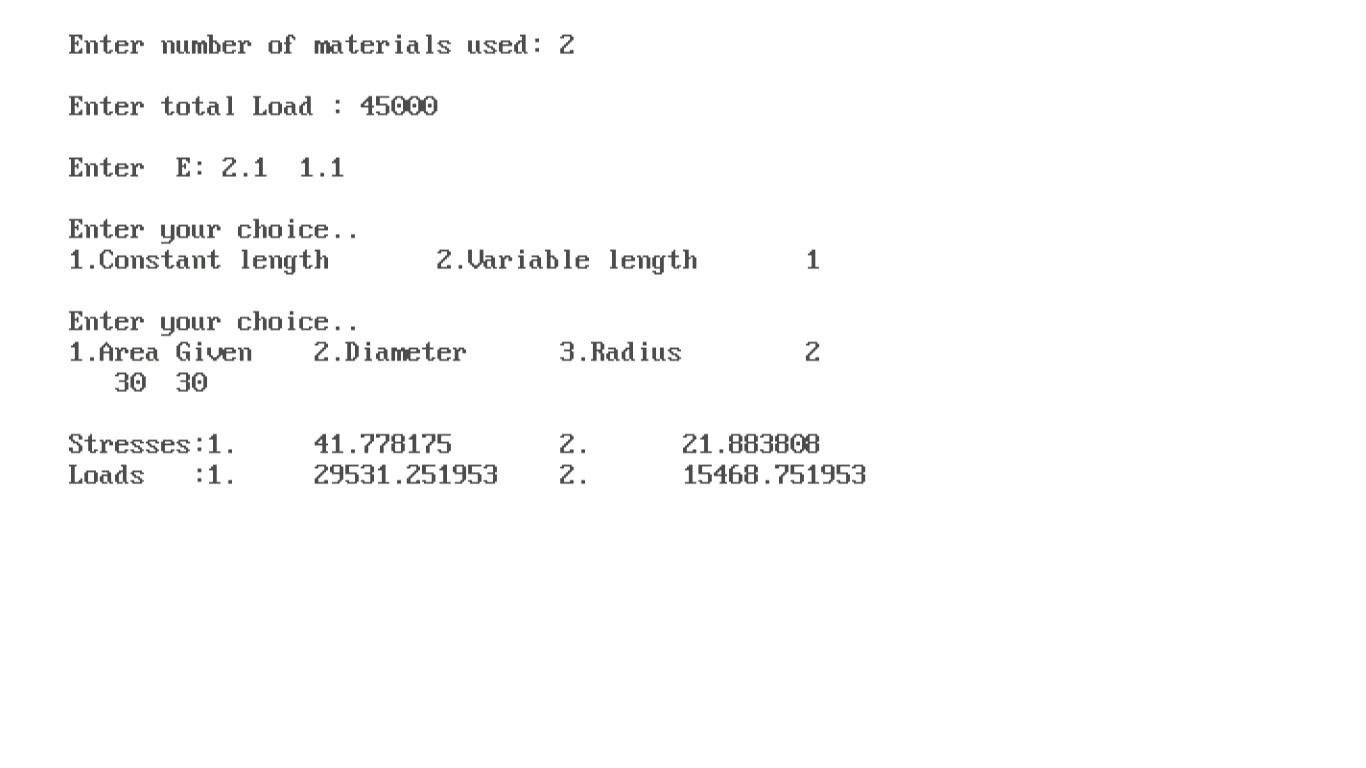 Enter number of materials used: 2
Enter total Load : 45000
Enter  E: 2.1  1.1
Enter your choice..
1.Constant length       2.Variable length       1
Enter your choice..
1.Area Given    2.Diameter      3.Radius        2
30  30
Stresses:1.     41.778175       2.      21.883808
Loads   :1.     29531.251953    2.      15468.751953